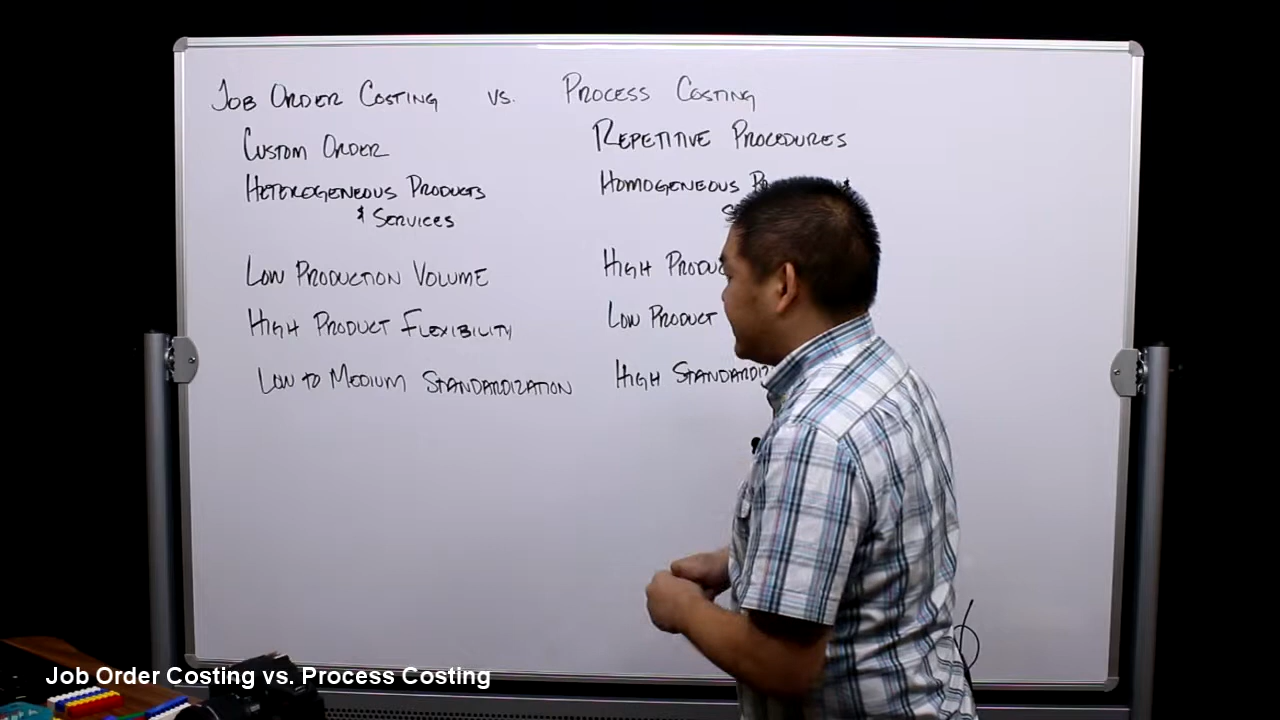 JOB ORDER COSTING VS. PROCESS COSTING
CUSTOM ORDER
REPETITIVE PROCEDURES
HETEROGENEOUS PRODUCTS
& SERVICES
HOMOGENEOUS
LOW PRODUCTION VOLUME
HIGH
HIGH PRODUCT FLEXIBILITY
LOW PRODUCT
LOW TO MEDIUM STANDARDIZATION
HIGH
Job Order Costing vs. Process Costing